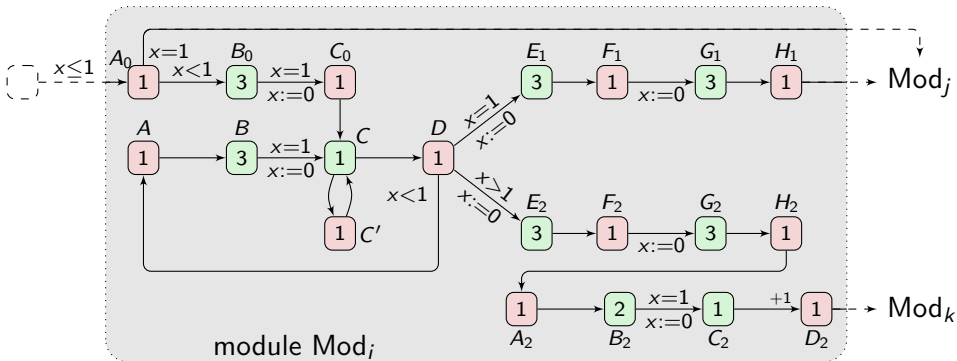 x≤1
A₀
1
x=1
x<1
B₀
3
x=1
x:=0
C₀
1
E₁
3
F₁
1
x:=0
G₁
3
H₁
1
Modⱼ
A
1
B
3
x=1
x:=0
C
1
D
1
x=1
x:=0
x<1
x>1
x:=0
1
C′
E₂
3
F₂
1
x:=0
G₂
3
H₂
1
1
A₂
2
B₂
x=1
x:=0
1
C₂
+1
1
D₂
Modₖ
module Modᵢ